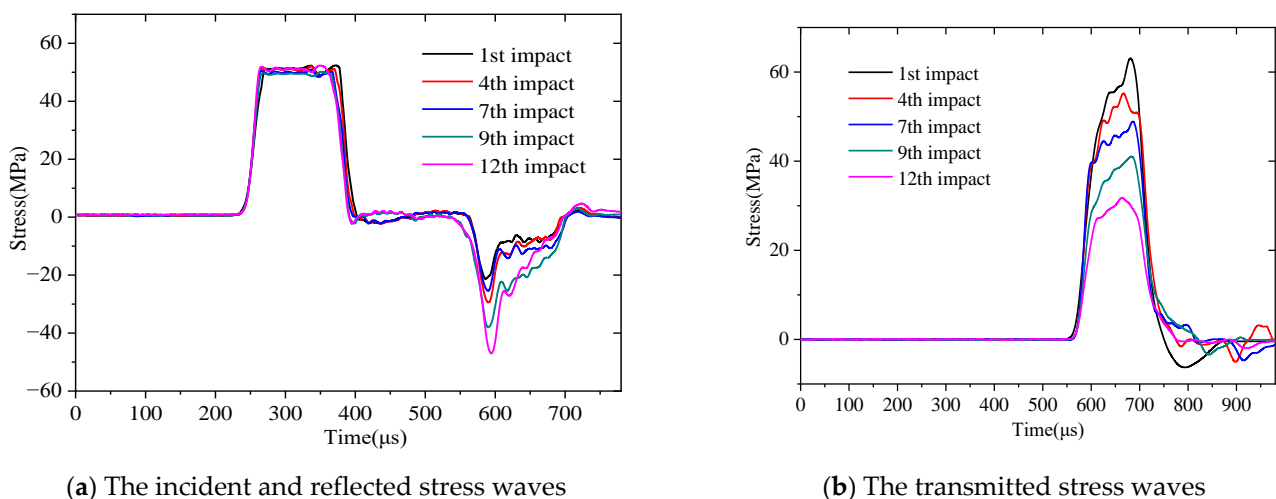 60
40
20
0
−20
−40
−60
Stress(MPa)
1st impact
4th impact
7th impact
9th impact
12th impact
0 100 200 300 400 500 600 700
Time(μs)
(a) The incident and reflected stress waves
60
40
20
0
Stress(MPa)
1st impact
4th impact
7th impact
9th impact
12th impact
0 100 200 300 400 500 600 700 800 900
Time(μs)
(b) The transmitted stress waves